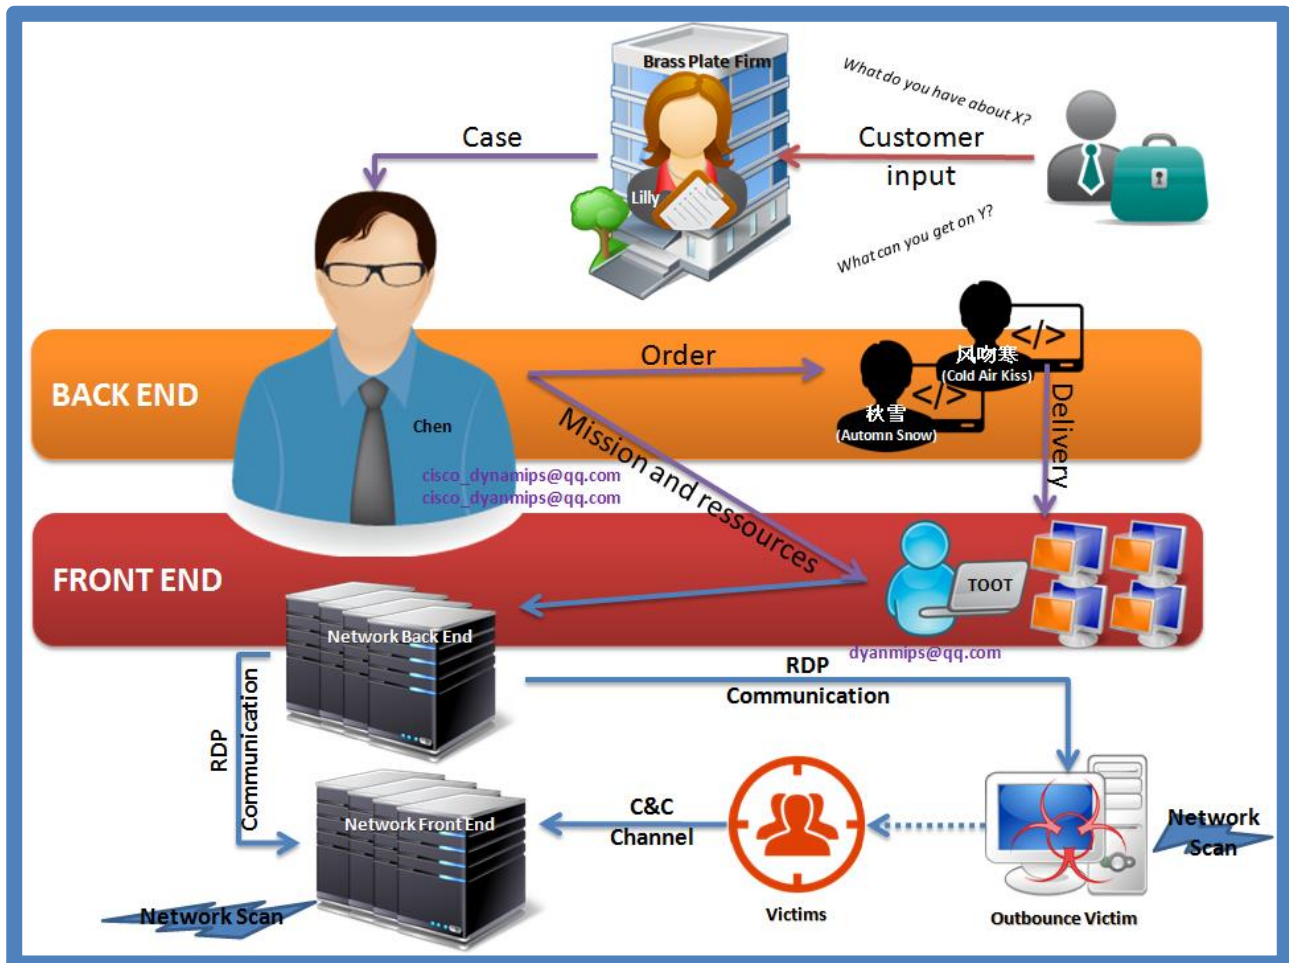 Brass Plate Firm
What do you have about X?
Case
Customer
input
Lilly
What can you get on Y?
BACK END
Order
风吻寒
(Cold Air Kiss)
秋雪
(Automn Snow)
Delivery
Chen
cisco_dynamips@qq.com
cisco_dyanmips@qq.com
Mission and ressources
FRONT END
TOOT
dyanmips@qq.com
Network Back End
RDP
Communication
RDP
Communication
Network Front End
C&C
Channel
Network
Scan
Network Scan
Victims
Outbounce Victim